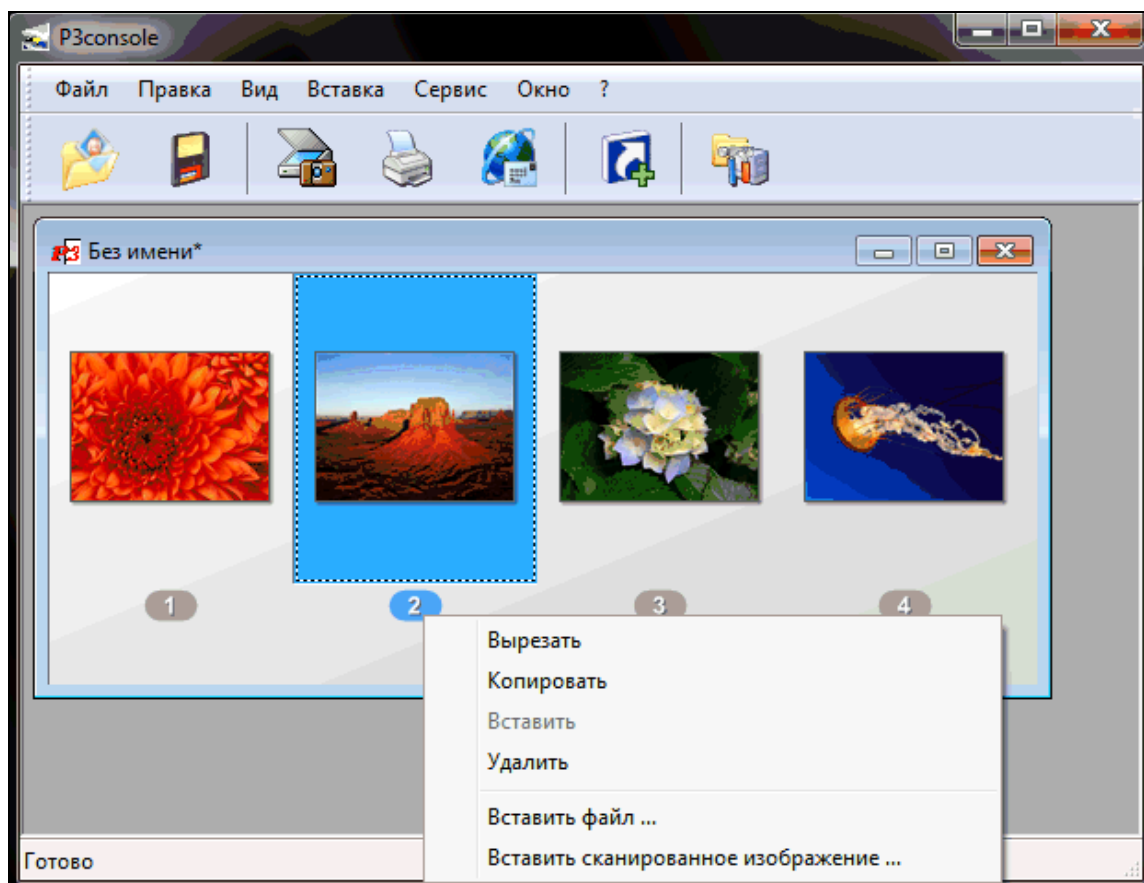 P3console
Файл Правка Вид Вставка Сервис Окно ?
P3 Без имени*
1 2 3 4
Вырезать
Копировать
Вставить
Удалить
Вставить файл ...
Вставить сканированное изображение ...
Готово